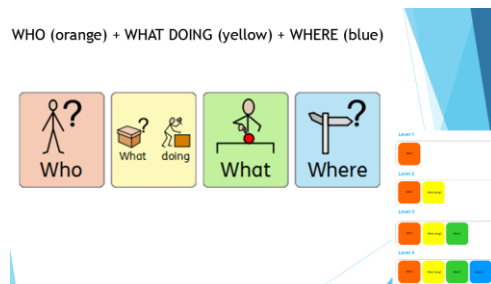 WHO (orange) + WHAT DOING (yellow) + WHERE (blue)
Who
What doing
What
Where
Level 1
Level 2
Level 3
Level 4